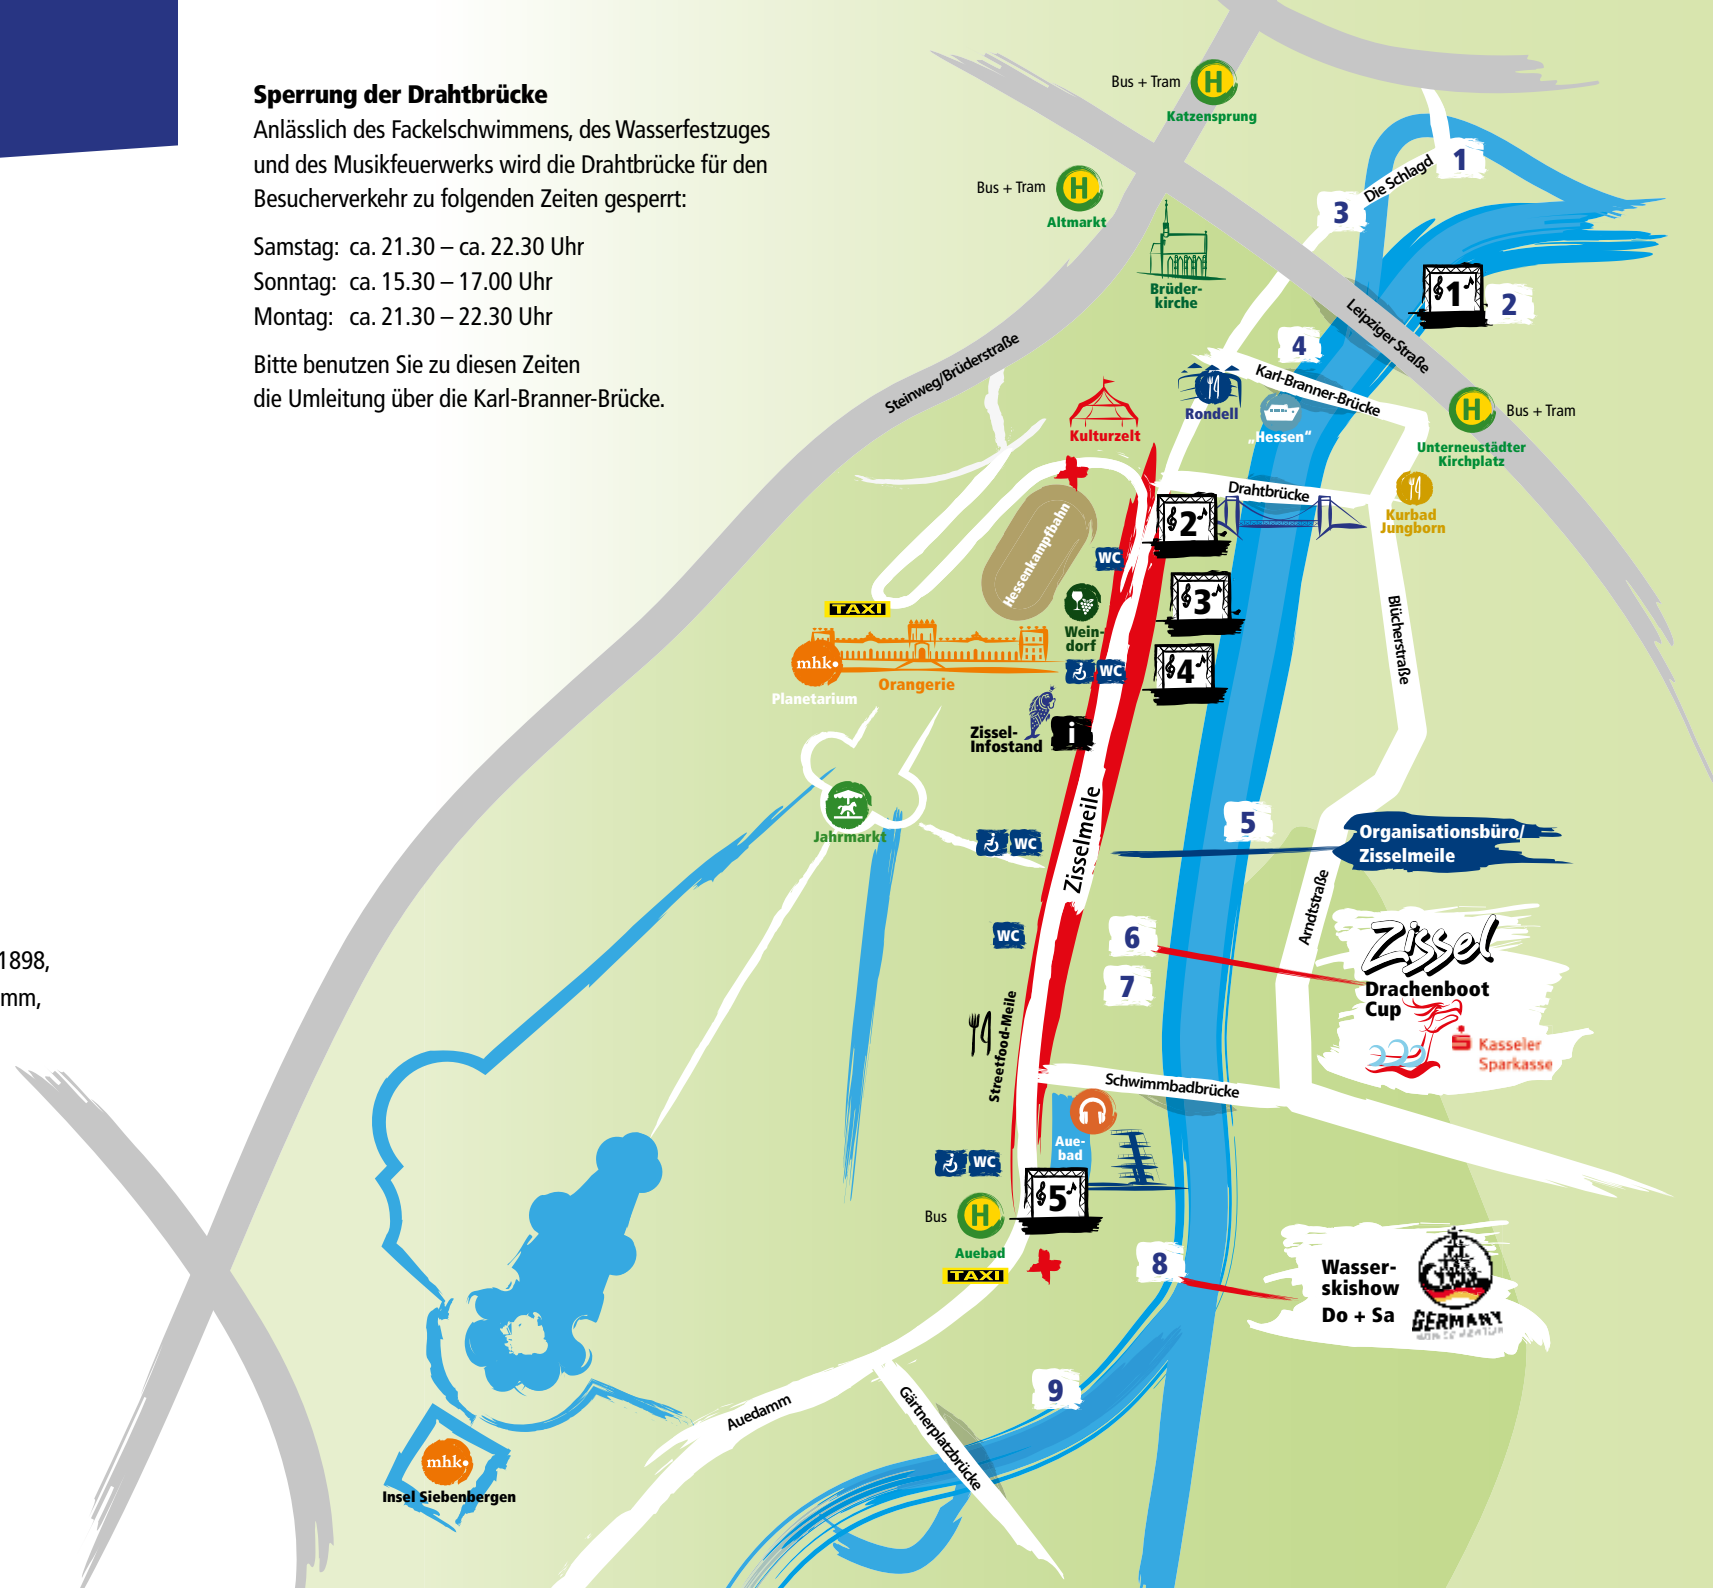 Sperrung der Drahtbrücke
Anlässlich des Fackelschwimmens, des Wasserfestzuges
und des Musikfeuerwerks wird die Drahtbrücke für den
Besucherverkehr zu folgenden Zeiten gesperrt:
Samstag: ca. 21.30 – ca. 22.30 Uhr
Sonntag: ca. 15.30 – 17.00 Uhr
Montag: ca. 21.30 – 22.30 Uhr
Bitte benutzen Sie zu diesen Zeiten
die Umleitung über die Karl-Branner-Brücke.
1898,
mm,
Bus + Tram
H
Katzensprung
Bus + Tram
H
Altmarkt
Brüder-
kirche
Die Schlagd
1
3
1
2
Leipziger Straße
4
Karl-Branner-Brücke
Rondell
„Hessen“
H
Bus + Tram
Unterneustädter
Kirchplatz
Steinweg/Brüderstraße
Kulturzelt
Drahtbrücke
Kurbad
Jungborn
2
Hessenkampfbahn
WC
3
TAXI
Wein-
dorf
Blücherstraße
mhk
Orangerie
Planetarium
WC
4
Zissel-
Infostand
i
Jahrmarkt
WC
Zisselmeile
5
Organisationsbüro/
Zisselmeile
Arndtstraße
WC
6
7
Zissel
Drachenboot
Cup
Kasseler
Sparkasse
Streetfood-Meile
Schwimmbadbrücke
Aue-
bad
WC
5
Bus
H
Auebad
TAXI
8
Wasser-
skishow
Do + Sa
GERMANY
9
Auedamm
Gärtnerplatzbrücke
mhk
Insel Siebenbergen